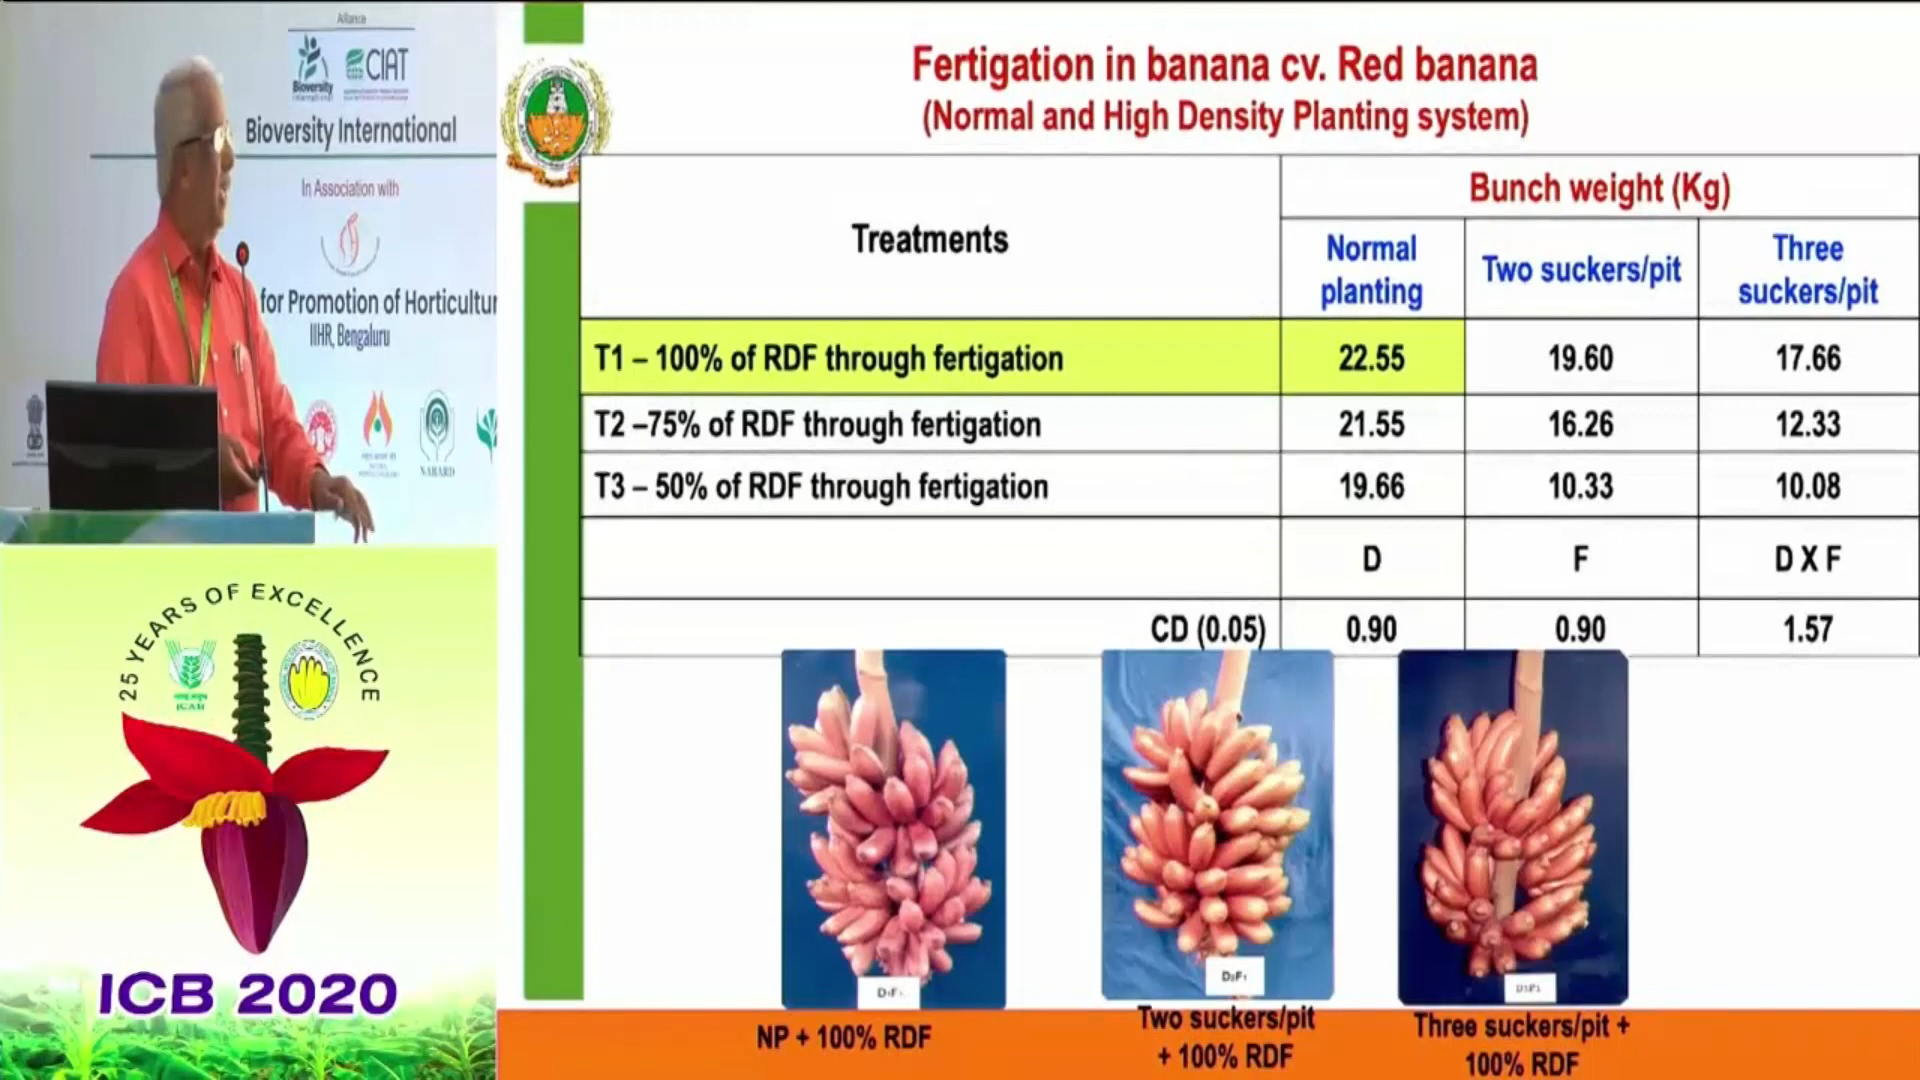 Alliance
Bioversity
International
CIAT
Bioversity International
In Association with
for Promotion of Horticultur
IIHR, Bengaluru
NABARD
25 YEARS OF EXCELLENCE
ICAR
ICB 2020
Fertigation in banana cv. Red banana
(Normal and High Density Planting system)
Treatments
Bunch weight (Kg)
Normal planting
Two suckers/pit
Three suckers/pit
T1 – 100% of RDF through fertigation 22.55 19.60 17.66
T2 –75% of RDF through fertigation 21.55 16.26 12.33
T3 – 50% of RDF through fertigation 19.66 10.33 10.08
D F D X F
CD (0.05) 0.90 0.90 1.57
D1F1
D2F1
D3F1
NP + 100% RDF
Two suckers/pit
+ 100% RDF
Three suckers/pit +
100% RDF